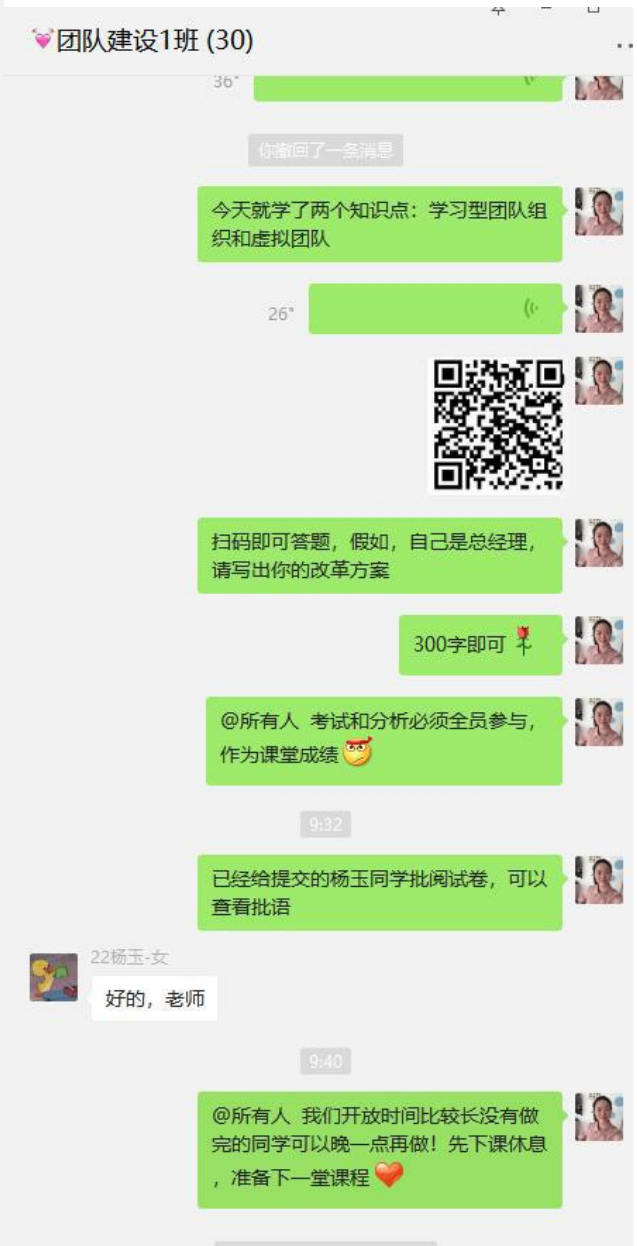 团队建设1班 (30)
36"
你撤回了一条消息
今天就学了两个知识点：学习型团队组
织和虚拟团队
26"
扫码即可答题，假如，自己是总经理，
请写出你的改革方案
300字即可
@所有人 考试和分析必须全员参与，
作为课堂成绩
9:32
已经给提交的杨玉同学批阅试卷，可以
查看批语
22杨玉-女
好的，老师
9:40
@所有人 我们开放时间比较长没有做
完的同学可以晚一点再做！先下课休息
，准备下一堂课程